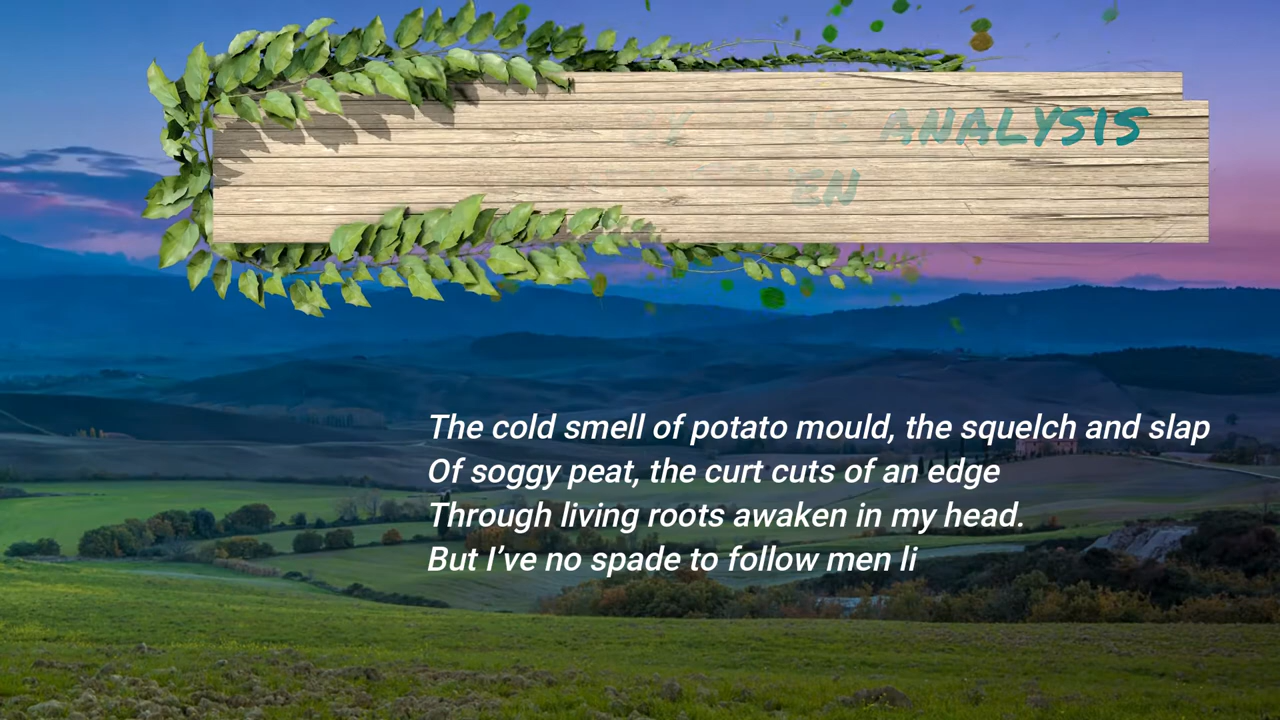 ANALYSIS
The cold smell of potato mould, the squelch and slap
Of soggy peat, the curt cuts of an edge
Through living roots awaken in my head.
But I’ve no spade to follow men li